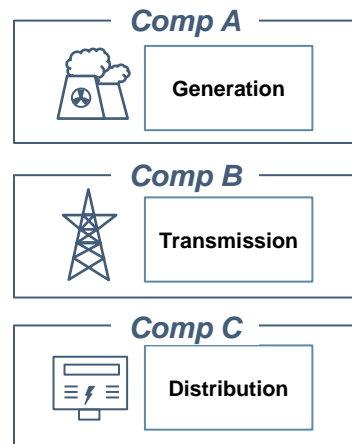 Comp A
Generation
Comp B
Transmission
Comp C
Distribution